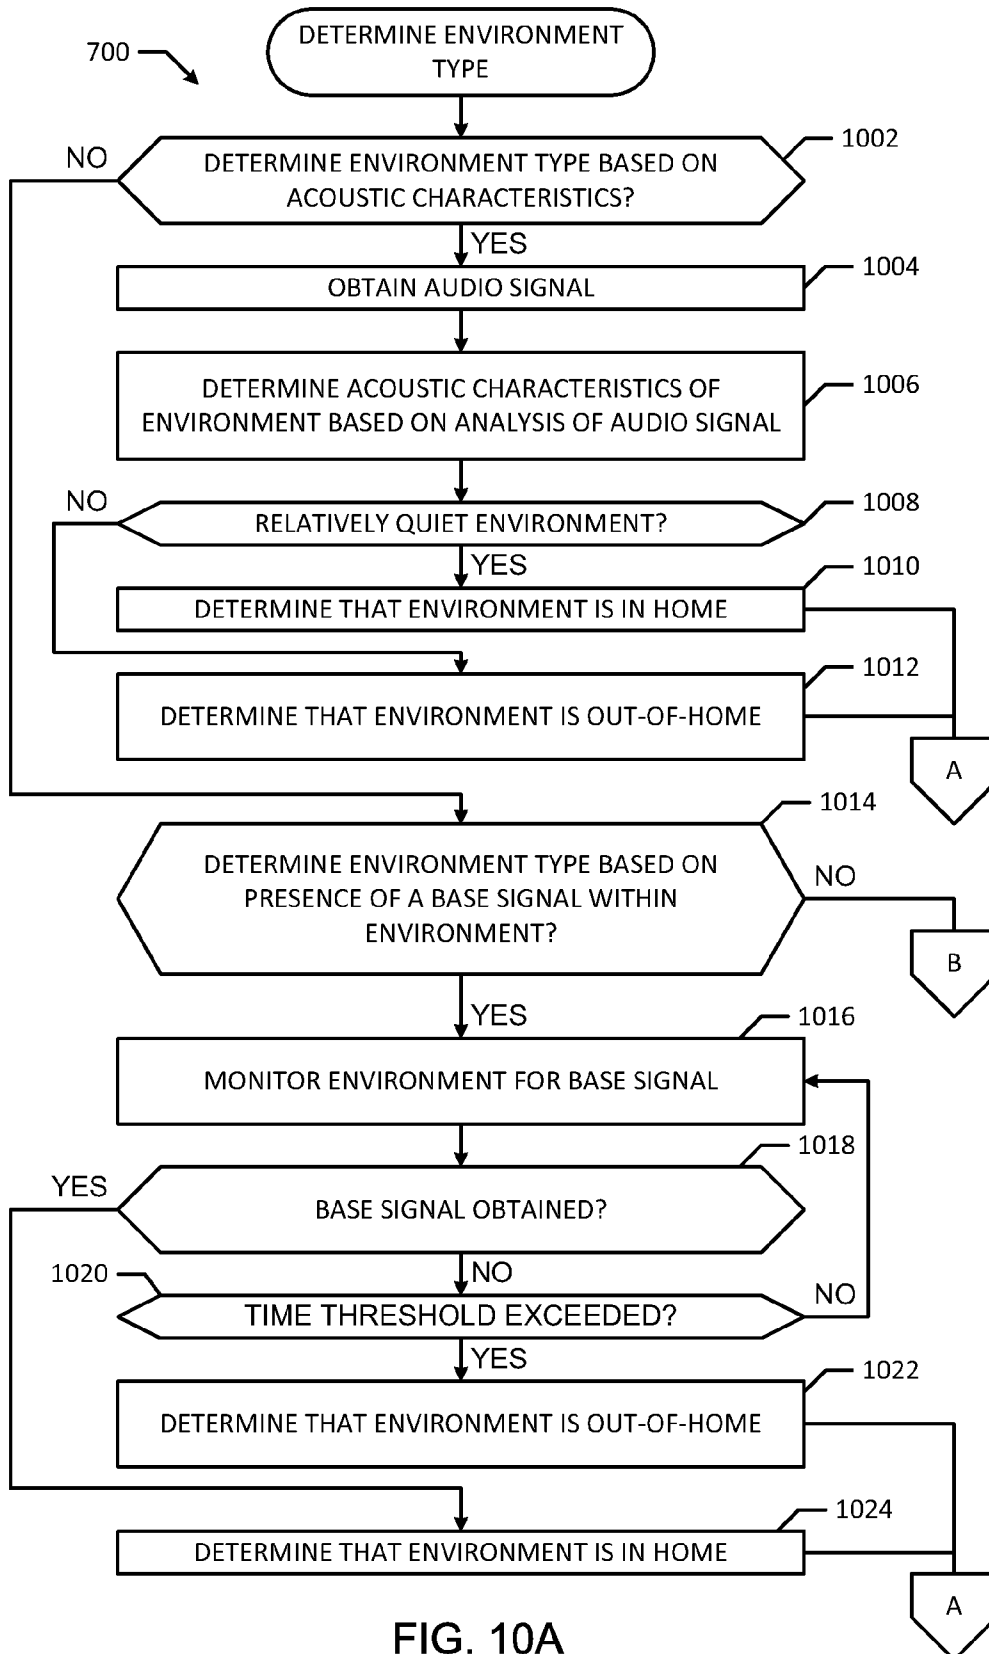 DETERMINE ENVIRONMENT
TYPE
700
1002
NO
DETERMINE ENVIRONMENT TYPE BASED ON
ACOUSTIC CHARACTERISTICS?
YES
1004
OBTAIN AUDIO SIGNAL
1006
DETERMINE ACOUSTIC CHARACTERISTICS OF
ENVIRONMENT BASED ON ANALYSIS OF AUDIO SIGNAL
NO
1008
RELATIVELY QUIET ENVIRONMENT?
YES
1010
DETERMINE THAT ENVIRONMENT IS IN HOME
1012
DETERMINE THAT ENVIRONMENT IS OUT-OF-HOME
A
1014
DETERMINE ENVIRONMENT TYPE BASED ON
PRESENCE OF A BASE SIGNAL WITHIN
ENVIRONMENT?
NO
B
YES
1016
MONITOR ENVIRONMENT FOR BASE SIGNAL
1018
YES
BASE SIGNAL OBTAINED?
NO
1020
TIME THRESHOLD EXCEEDED?
NO
YES
1022
DETERMINE THAT ENVIRONMENT IS OUT-OF-HOME
1024
DETERMINE THAT ENVIRONMENT IS IN HOME
A
FIG. 10A